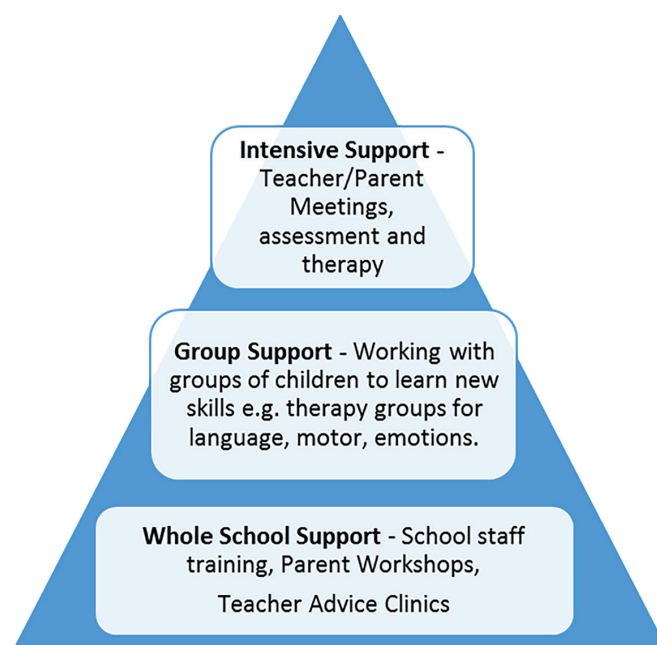 Intensive Support -
Teacher/Parent
Meetings,
assessment and
therapy
Group Support - Working with
groups of children to learn new
skills e.g. therapy groups for
language, motor, emotions.
Whole School Support - School staff
training, Parent Workshops,
Teacher Advice Clinics